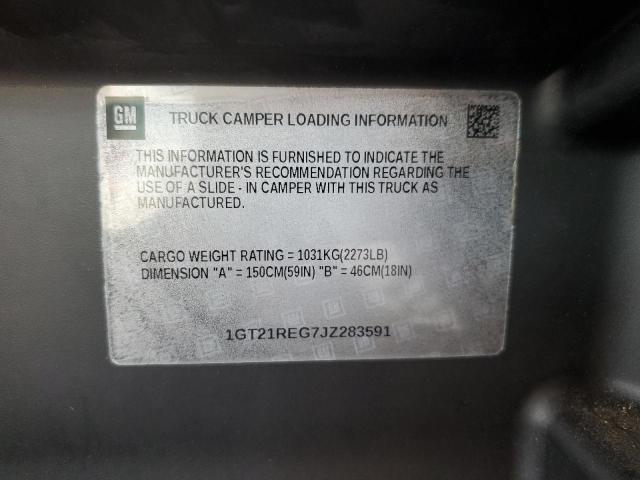 GM
TRUCK CAMPER LOADING INFORMATION
THIS INFORMATION IS FURNISHED TO INDICATE THE
MANUFACTURER'S RECOMMENDATION REGARDING THE
USE OF A SLIDE - IN CAMPER WITH THIS TRUCK AS
MANUFACTURED.
CARGO WEIGHT RATING = 1031KG(2273LB)
DIMENSION "A" = 150CM(59IN) "B" = 46CM(18IN)
1GT21REG7JZ283591